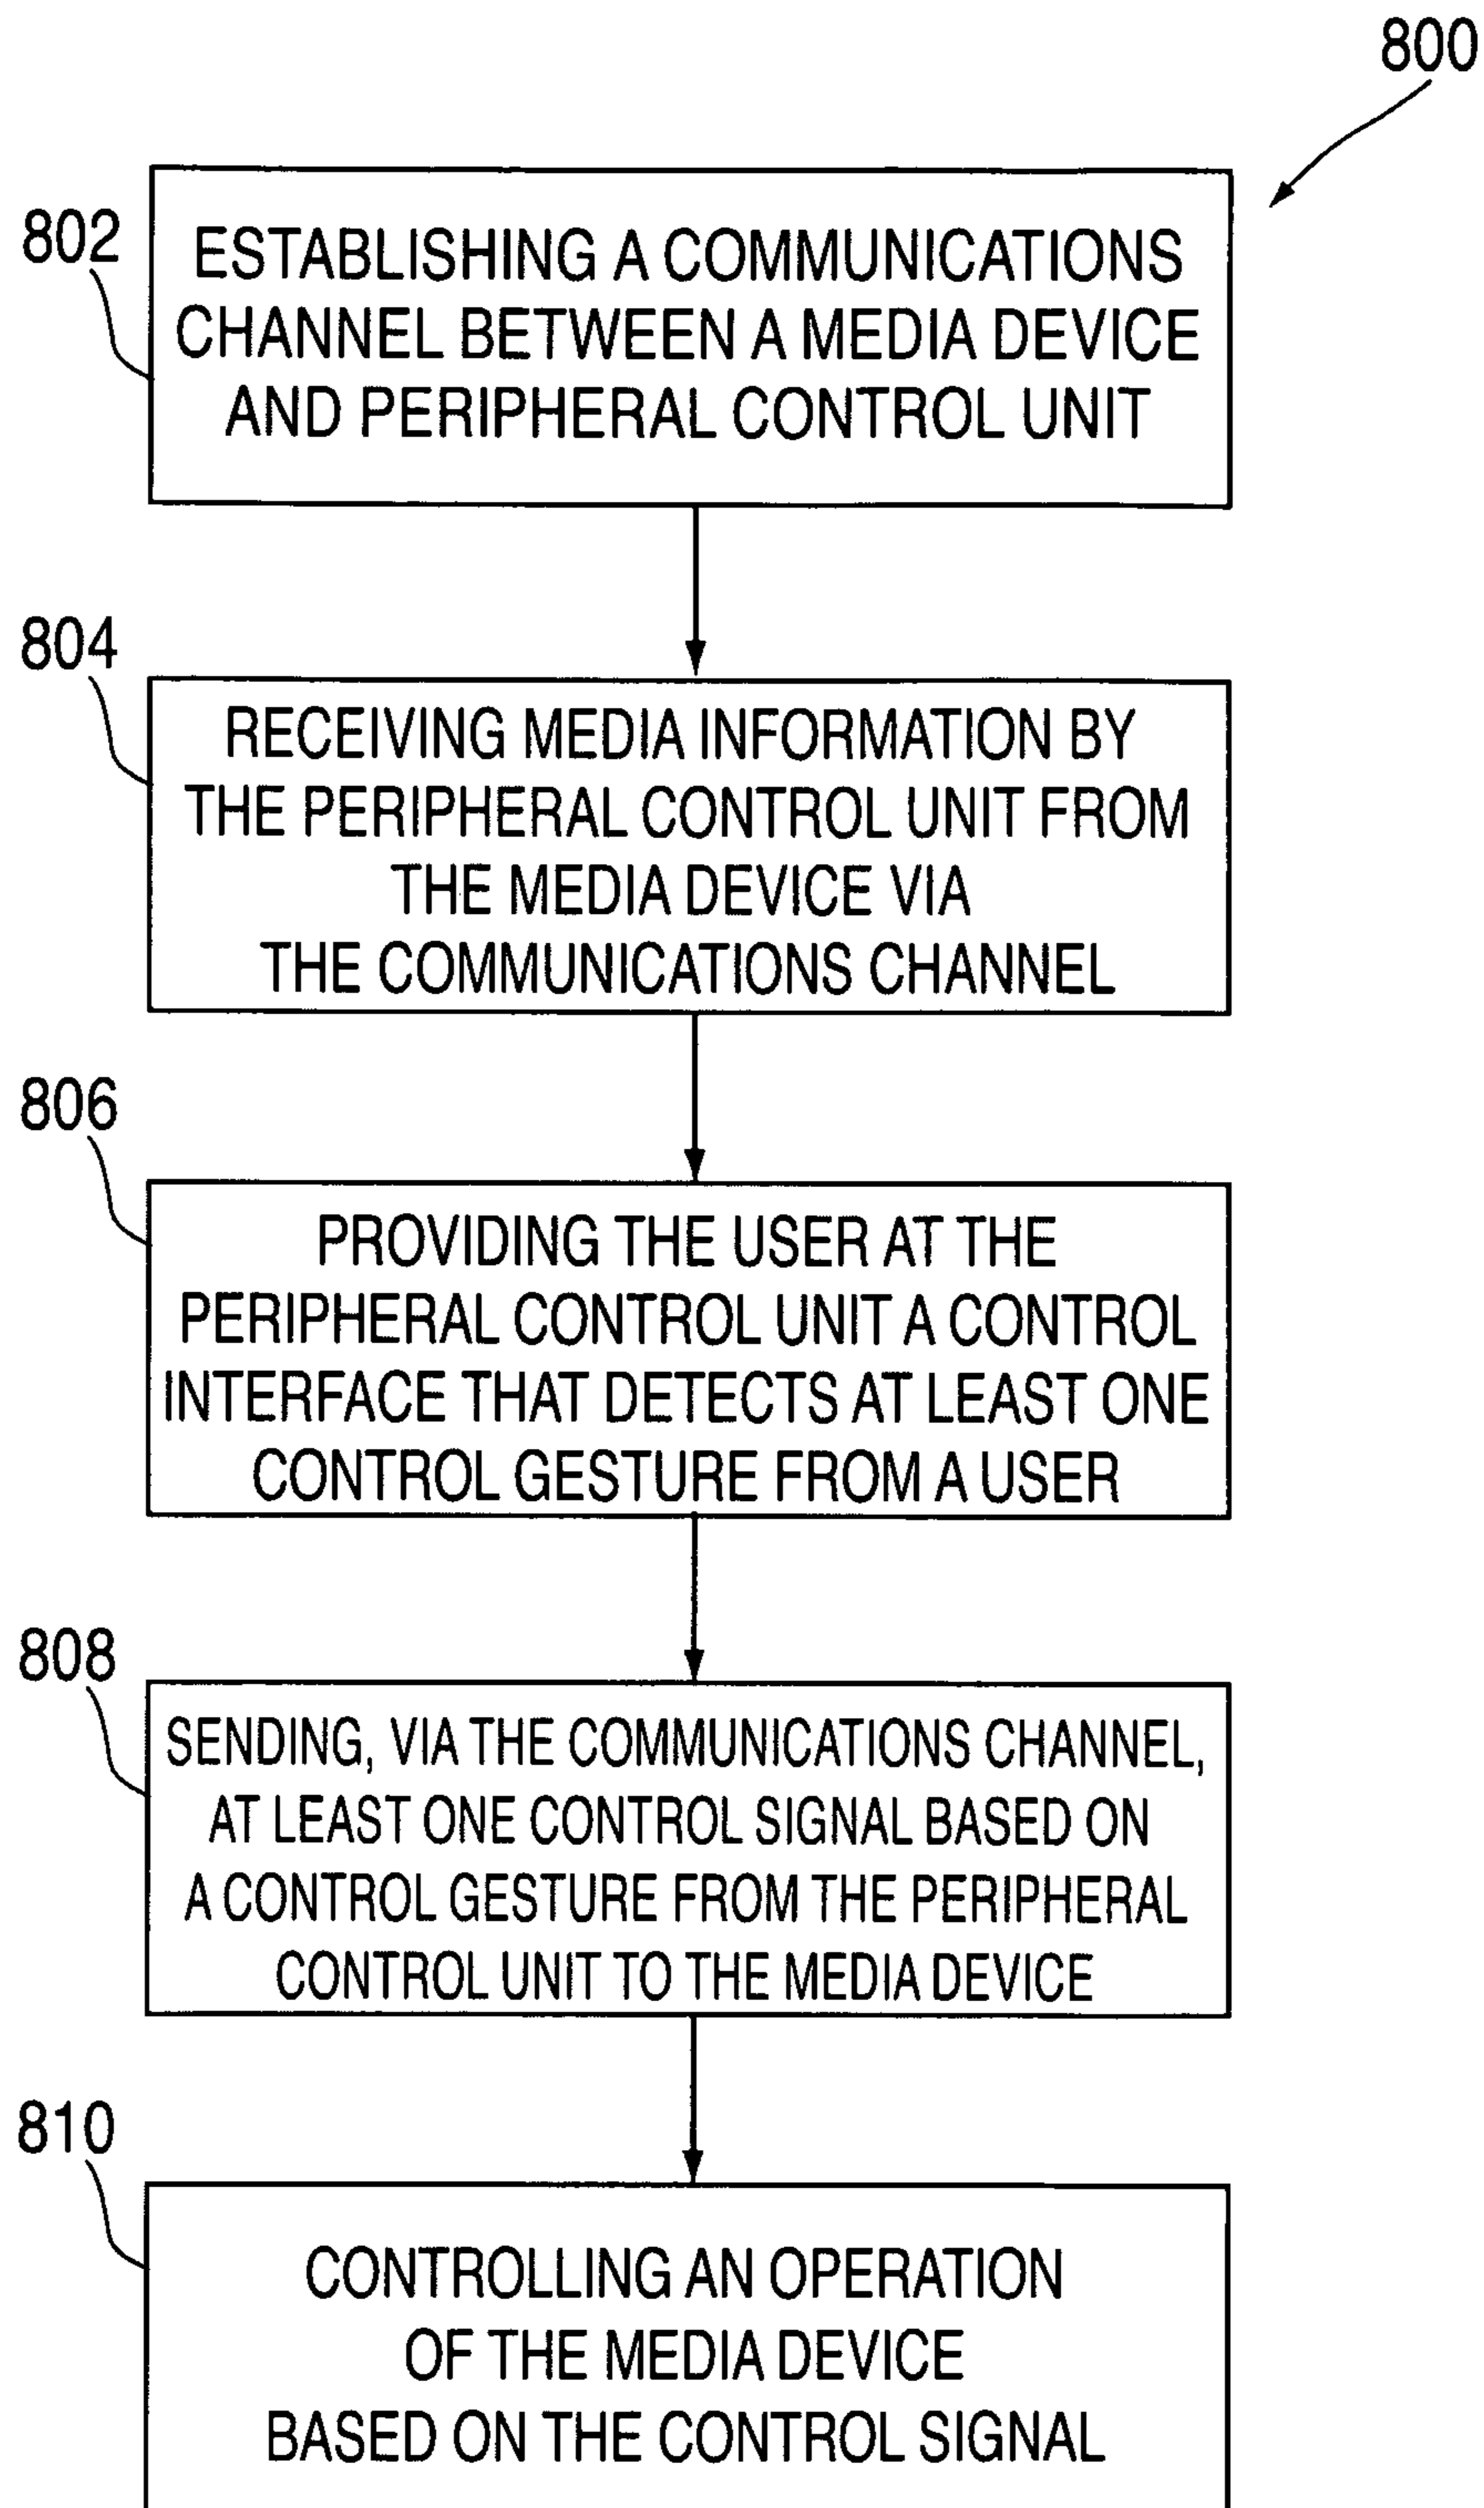 800
802
ESTABLISHING A COMMUNICATIONS
CHANNEL BETWEEN A MEDIA DEVICE
AND PERIPHERAL CONTROL UNIT
804
RECEIVING MEDIA INFORMATION BY
THE PERIPHERAL CONTROL UNIT FROM
THE MEDIA DEVICE VIA
THE COMMUNICATIONS CHANNEL
806
PROVIDING THE USER AT THE
PERIPHERAL CONTROL UNIT A CONTROL
INTERFACE THAT DETECTS AT LEAST ONE
CONTROL GESTURE FROM A USER
808
SENDING, VIA THE COMMUNICATIONS CHANNEL,
AT LEAST ONE CONTROL SIGNAL BASED ON
A CONTROL GESTURE FROM THE PERIPHERAL
CONTROL UNIT TO THE MEDIA DEVICE
810
CONTROLLING AN OPERATION
OF THE MEDIA DEVICE
BASED ON THE CONTROL SIGNAL